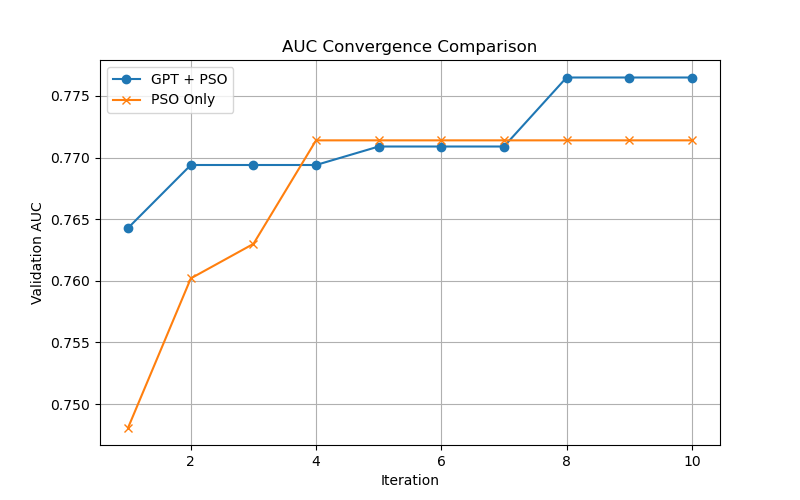 AUC Convergence Comparison
GPT + PSO
PSO Only
0.775
0.770
0.765
0.760
0.755
0.750
Validation AUC
2 4 6 8 10
Iteration